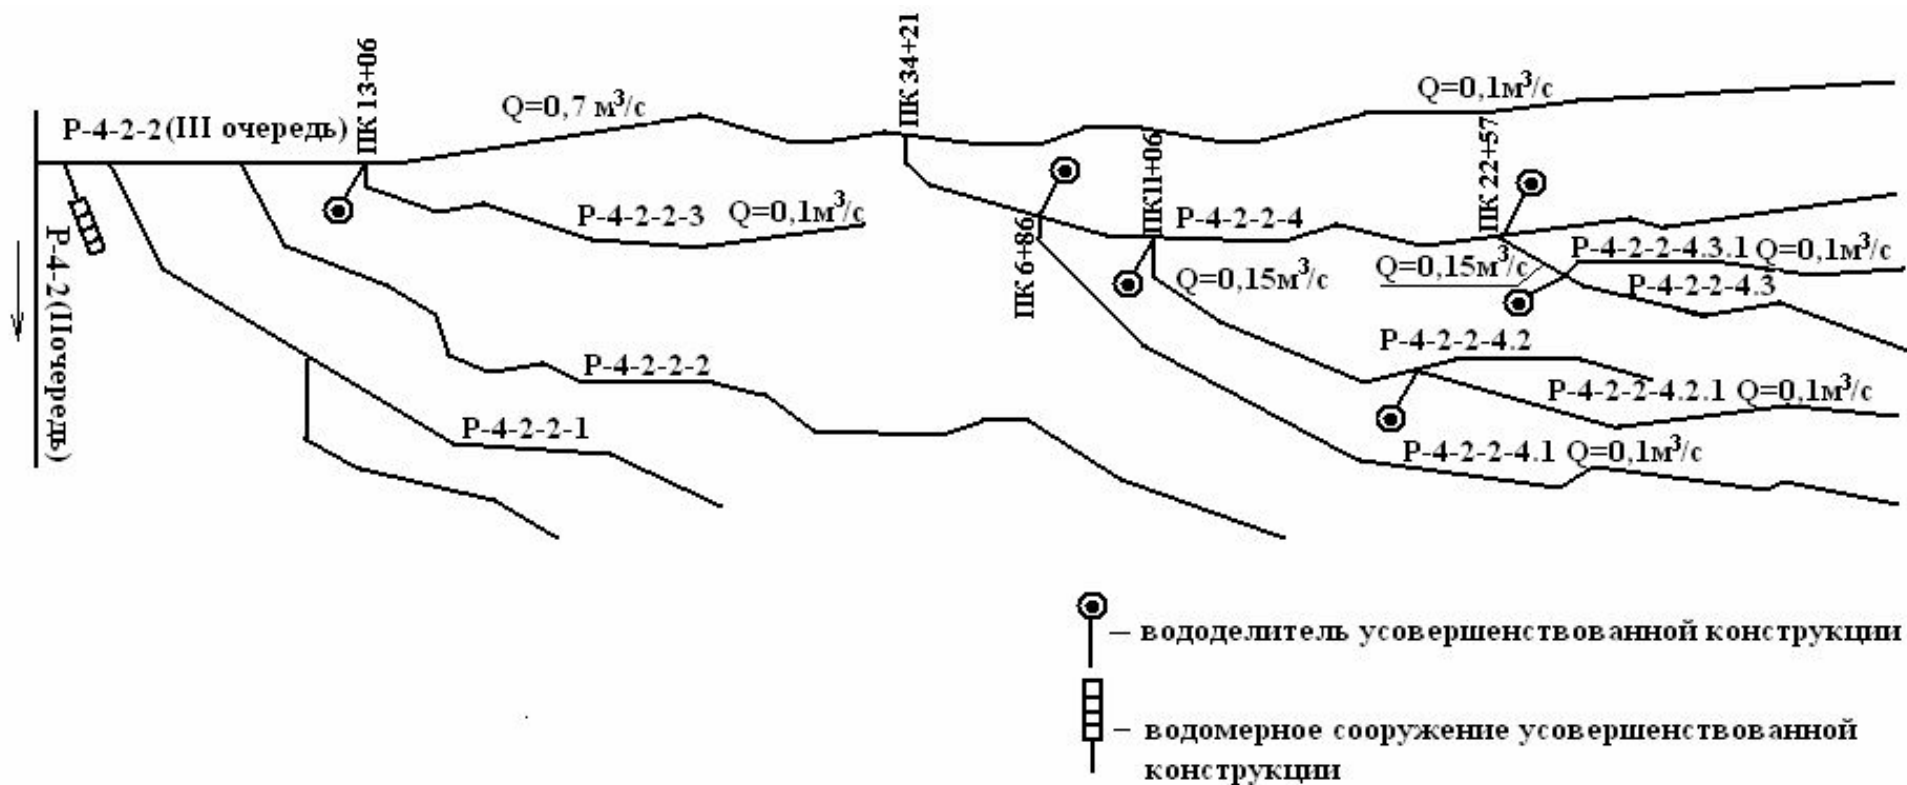 Р-4-2-2(III очередь)
ПК 13+06
Q=0,7 м³/с
ПК 34+21
Q=0,1м³/с
ПК 22+57
ПК11+06
ПК 6+86
Р-4-2(IIочередь)
Р-4-2-2-3 Q=0,1м³/с
Р-4-2-2-4
Р-4-2-2-4.3.1 Q=0,1м³/с
Q=0,15м³/с
Q=0,15м³/с
Р-4-2-2-4.3
Р-4-2-2-4.2
Р-4-2-2-2
Р-4-2-2-4.2.1 Q=0,1м³/с
Р-4-2-2-1
Р-4-2-2-4.1 Q=0,1м³/с
– вододелитель усовершенствованной конструкции
– водомерное сооружение усовершенствованной
конструкции